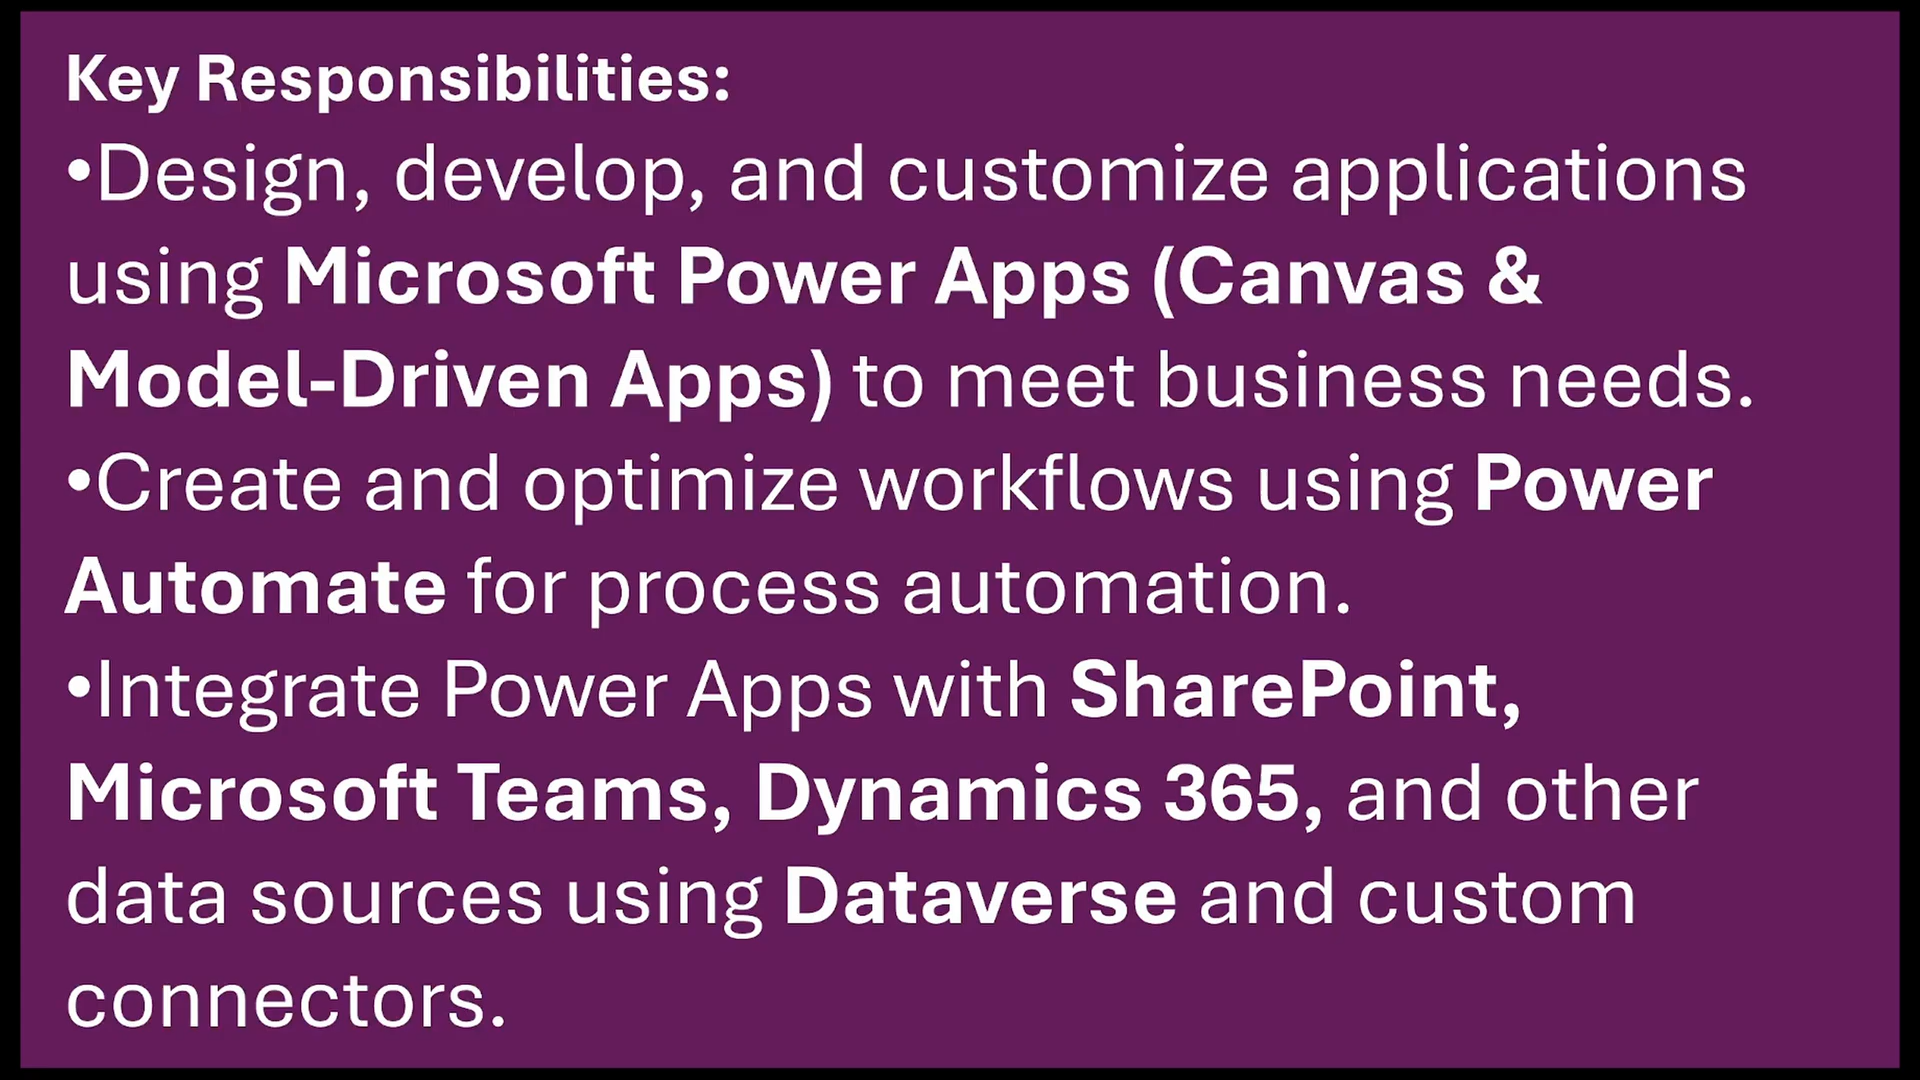 Key Responsibilities:
•Design, develop, and customize applications
using Microsoft Power Apps (Canvas &
Model-Driven Apps) to meet business needs.
•Create and optimize workflows using Power
Automate for process automation.
•Integrate Power Apps with SharePoint,
Microsoft Teams, Dynamics 365, and other
data sources using Dataverse and custom
connectors.